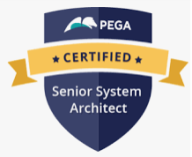 PEGA
★ CERTIFIED ★
Senior System
Architect